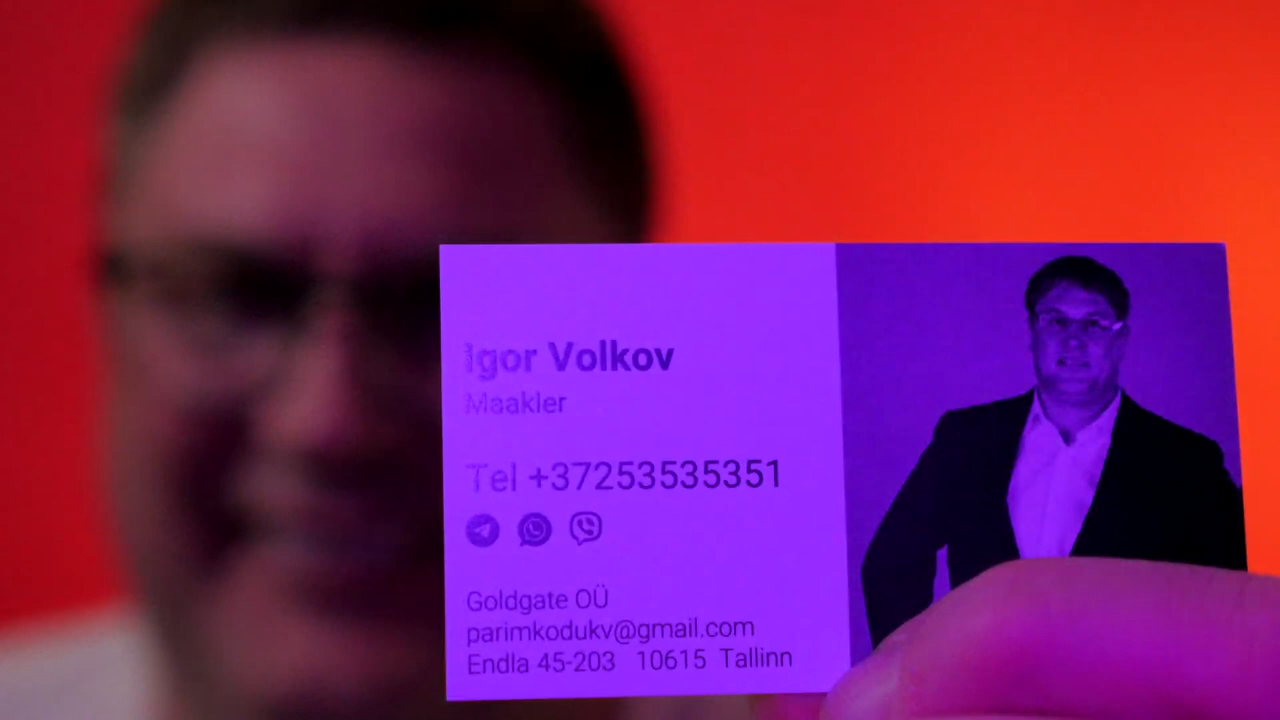 Igor Volkov
Maakler
Tel +37253535351
Goldgate OÜ
parimkodukv@gmail.com
Endla 45-203 10615 Tallinn